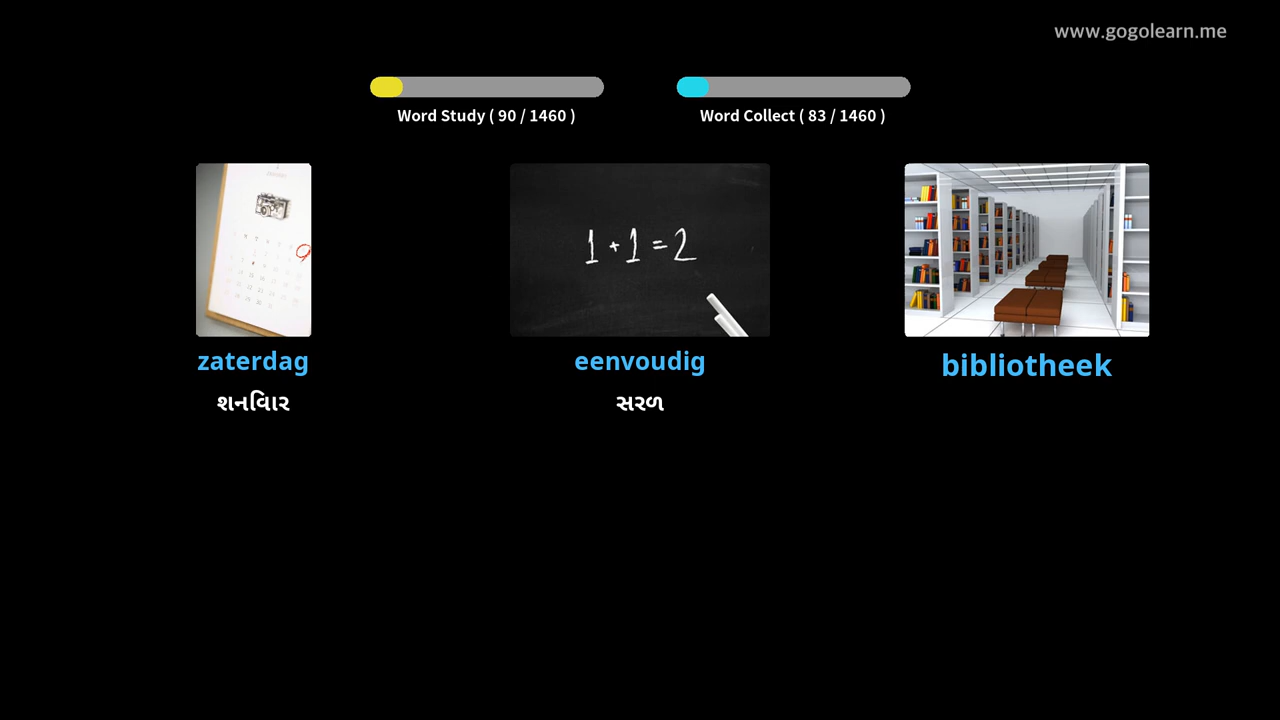 www.gogolearn.me
Word Study ( 90 / 1460 )
Word Collect ( 83 / 1460 )
1 + 1 = 2
zaterdag
eenvoudig
bibliotheek
શનિવાર
સરળ